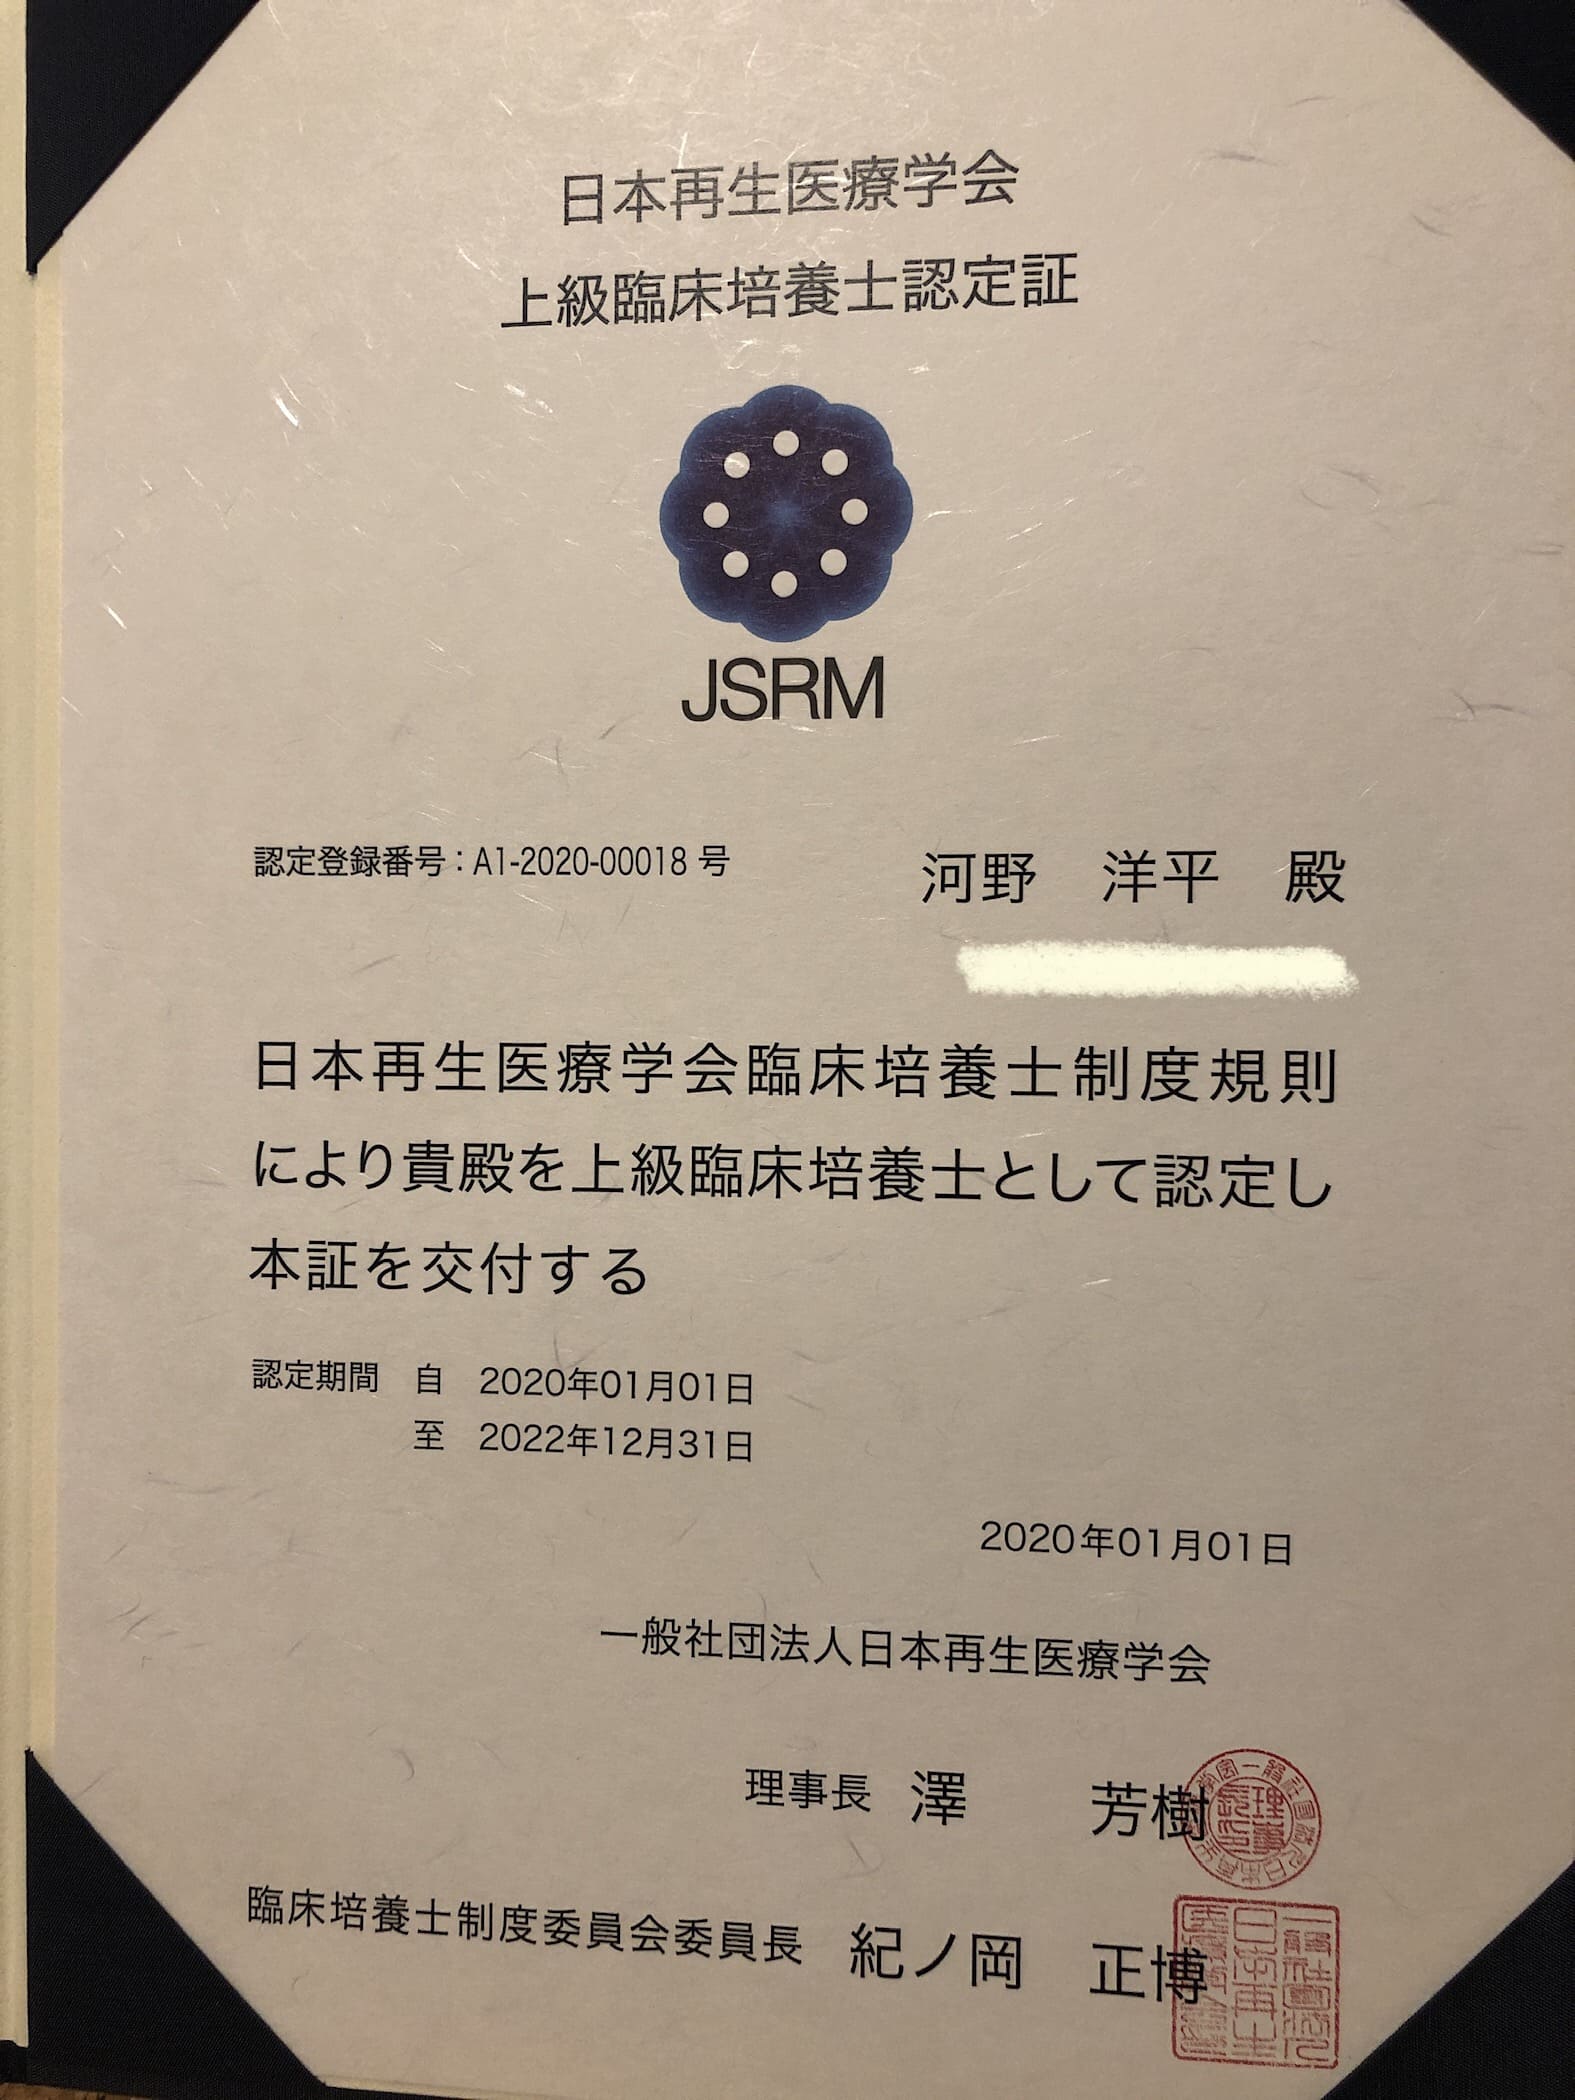 日本再生医療学会
上級臨床培養士認定証
JSRM
認定登録番号：A1-2020-00018 号
河野　洋平　殿
日本再生医療学会臨床培養士制度規則
により貴殿を上級臨床培養士として認定し
本証を交付する
認定期間　自　2020年01月01日
至　2022年12月31日
2020年01月01日
一般社団法人日本再生医療学会
理事長　澤　芳樹
臨床培養士制度委員会委員長　紀ノ岡　正博